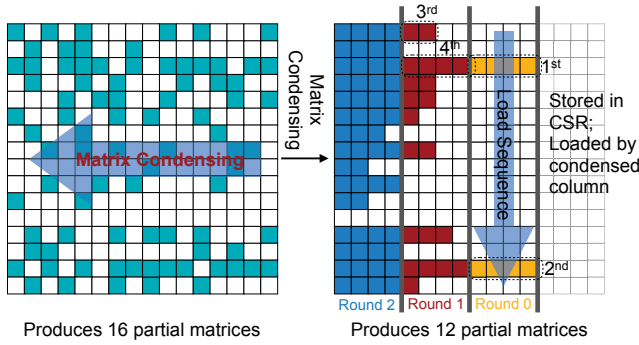 3rd
4th
1st
Matrix
Condensing
Matrix Condensing
Load Sequence
Stored in
CSR;
Loaded by
condensed
column
2nd
Round 2 Round 1 Round 0
Produces 16 partial matrices
Produces 12 partial matrices